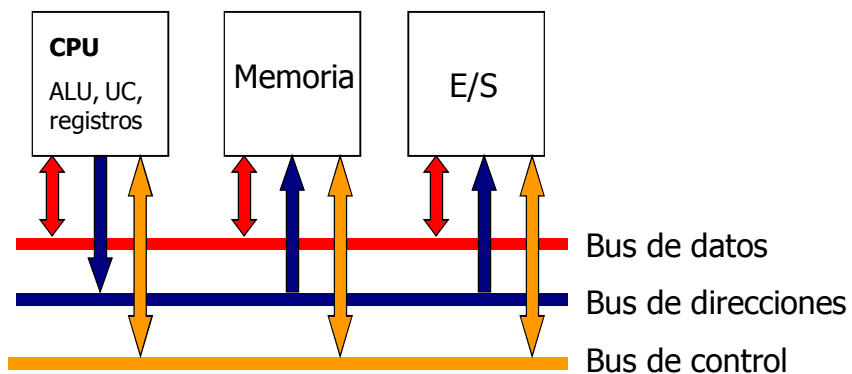 CPU
ALU, UC,
registros
Memoria
E/S
Bus de datos
Bus de direcciones
Bus de control